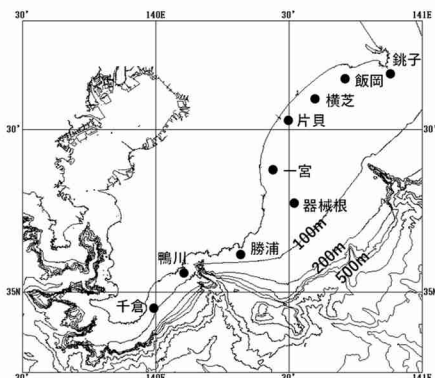 30'
140E
30'
141E
銚子
飯岡
横芝
片貝
30'
30'
一宮
器械根
100m
勝浦
200m
鴨川
500m
35N
35N
千倉
30'
140E
30'
141E